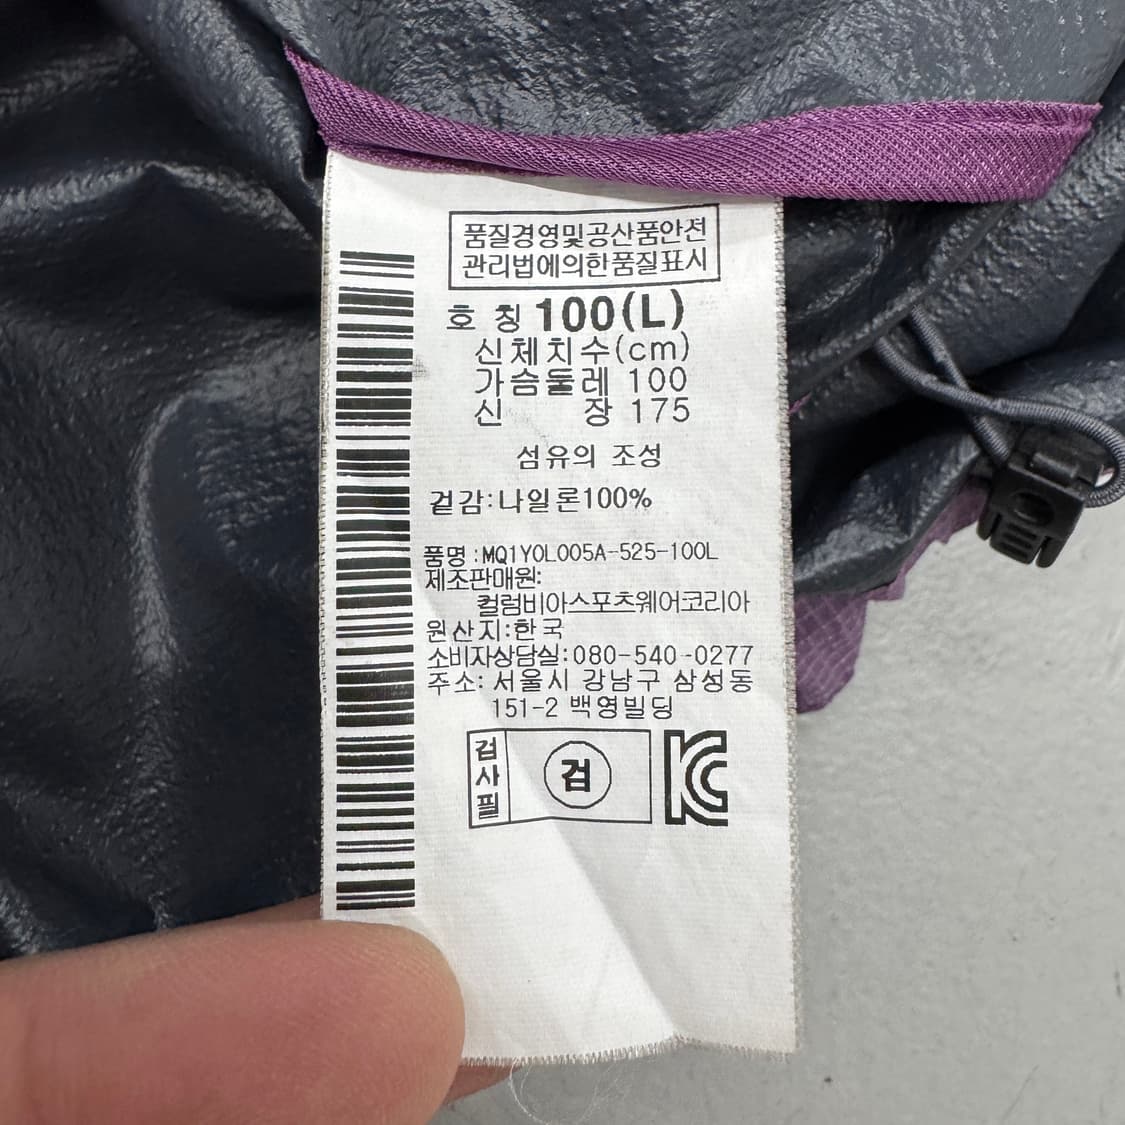 품질경영및공산품안전
관리법에의한품질표시
호 칭 100(L)
신체치수(cm)
가슴둘레 100
신 장 175
섬유의 조성
겉감:나일론100%
품명:MQ1Y0L005A-525-100L
제조판매원:
컬럼비아스포츠웨어코리아
원산지:한국
소비자상담실:080-540-0277
주소: 서울시 강남구 삼성동
151-2 백영빌딩
검사필
검
KC